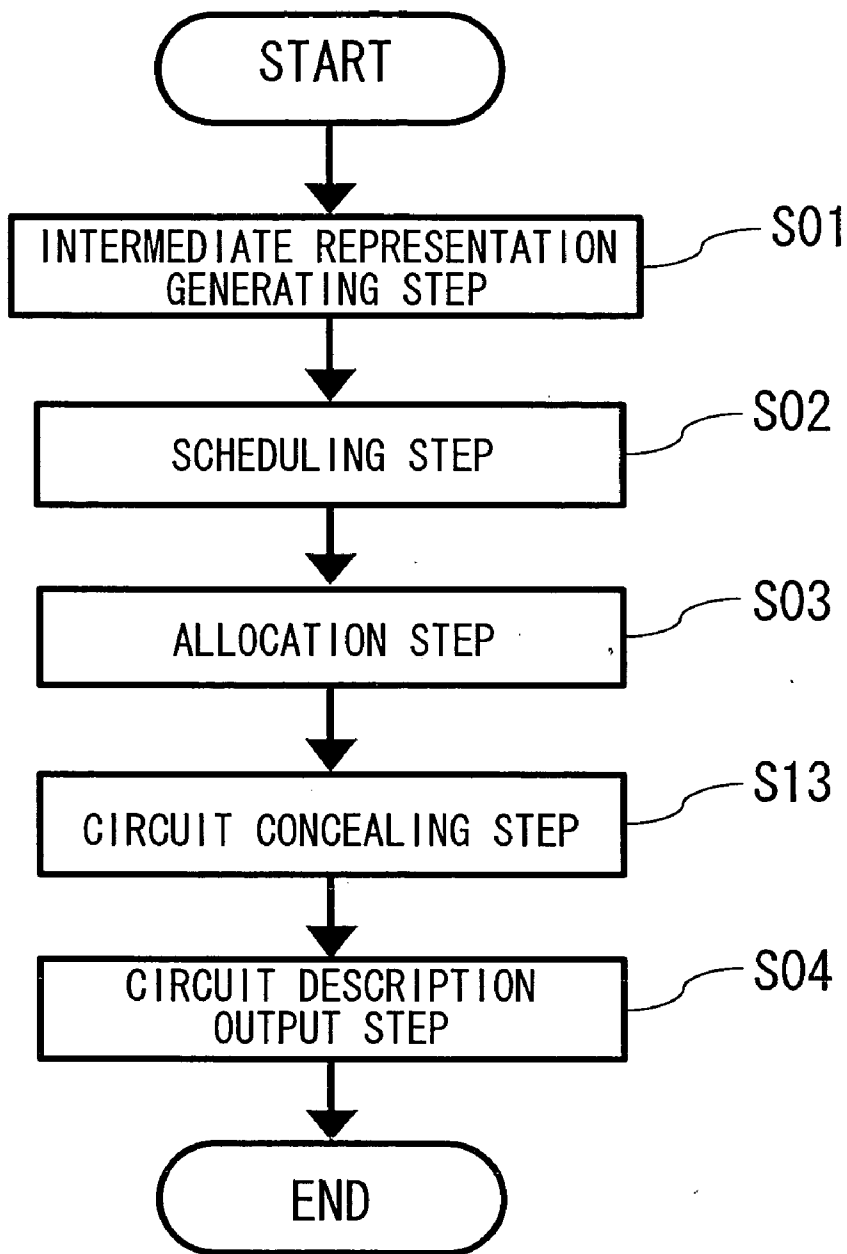 START
INTERMEDIATE REPRESENTATION
GENERATING STEP
S01
SCHEDULING STEP
S02
ALLOCATION STEP
S03
CIRCUIT CONCEALING STEP
S13
CIRCUIT DESCRIPTION
OUTPUT STEP
S04
END